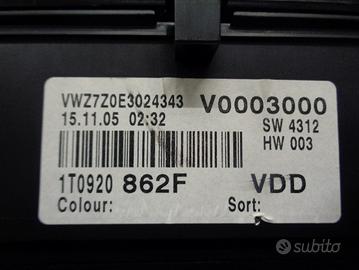 VWZ7Z0E3024343 V0003000
15.11.05 02:32 SW 4312
HW 003
1T0920 862F VDD
Colour: Sort:
subito